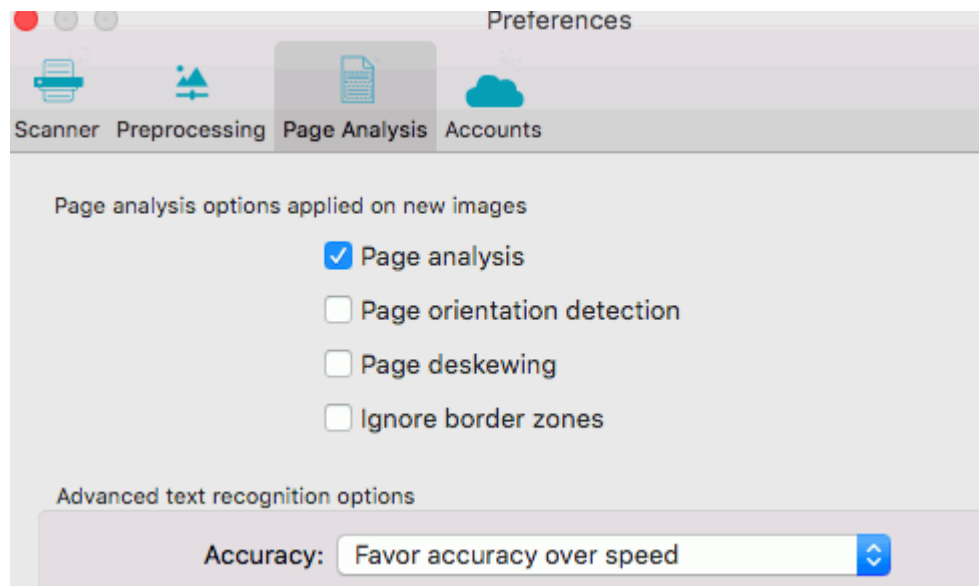 Preferences
Scanner Preprocessing Page Analysis Accounts
Page analysis options applied on new images
Page analysis
Page orientation detection
Page deskewing
Ignore border zones
Advanced text recognition options
Accuracy: Favor accuracy over speed